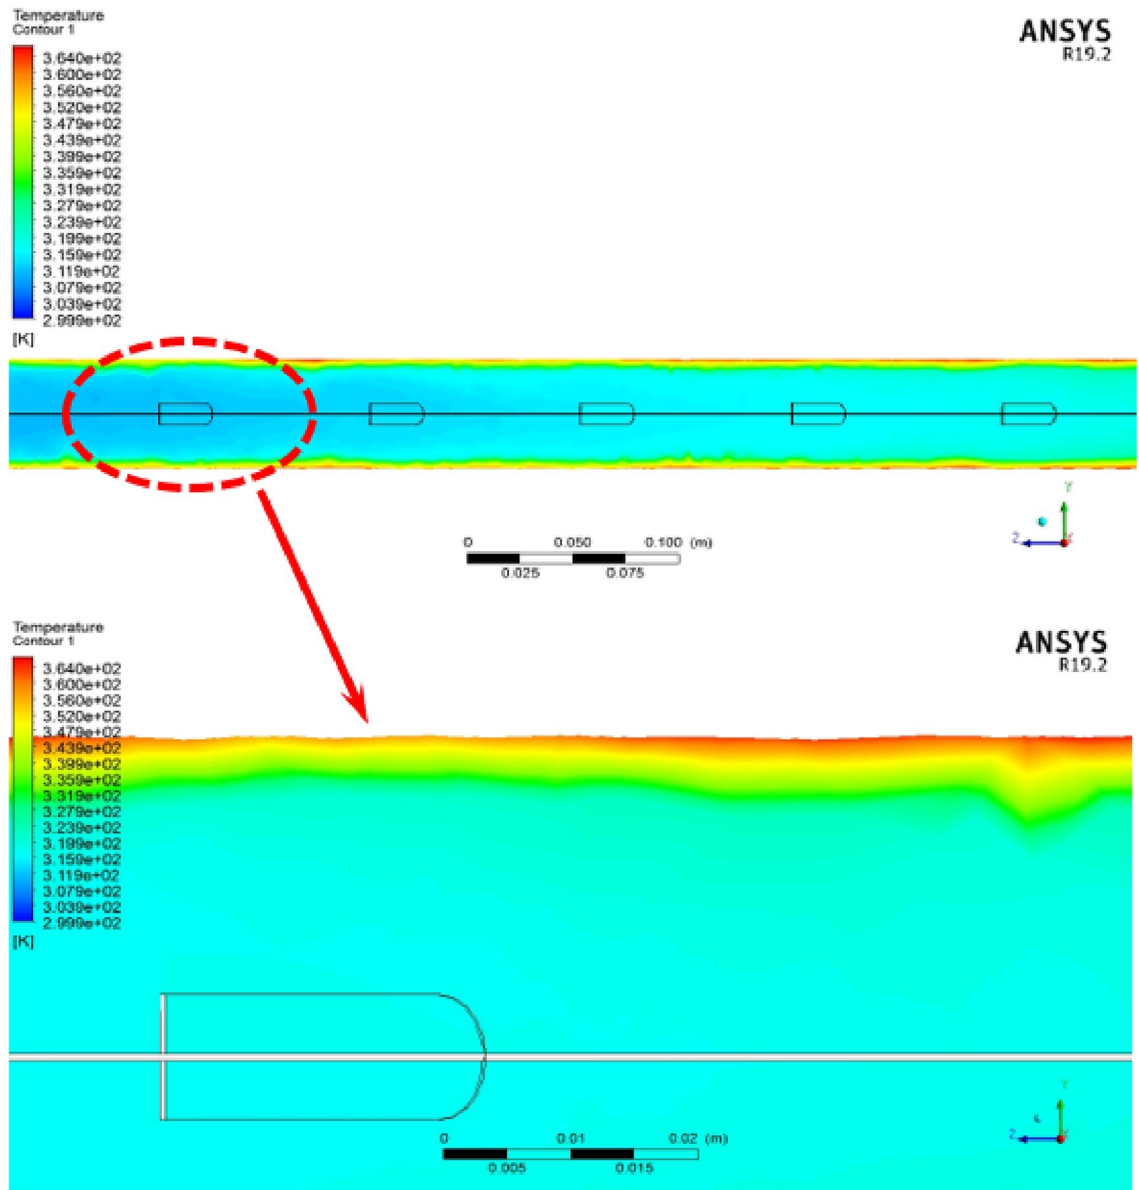 Temperature
Contour 1
3.640e+02
3.600e+02
3.560e+02
3.520e+02
3.479e+02
3.439e+02
3.399e+02
3.359e+02
3.319e+02
3.279e+02
3.239e+02
3.199e+02
3.159e+02
3.119e+02
3.079e+02
3.039e+02
2.999e+02
[K]
ANSYS
R19.2
Y
Z
X
0 0.050 0.100 (m)
0.025 0.075
Temperature
Contour 1
3.640e+02
3.600e+02
3.560e+02
3.520e+02
3.479e+02
3.439e+02
3.399e+02
3.359e+02
3.319e+02
3.279e+02
3.239e+02
3.199e+02
3.159e+02
3.119e+02
3.079e+02
3.039e+02
2.999e+02
[K]
ANSYS
R19.2
Y
Z
X
0 0.01 0.02 (m)
0.005 0.015